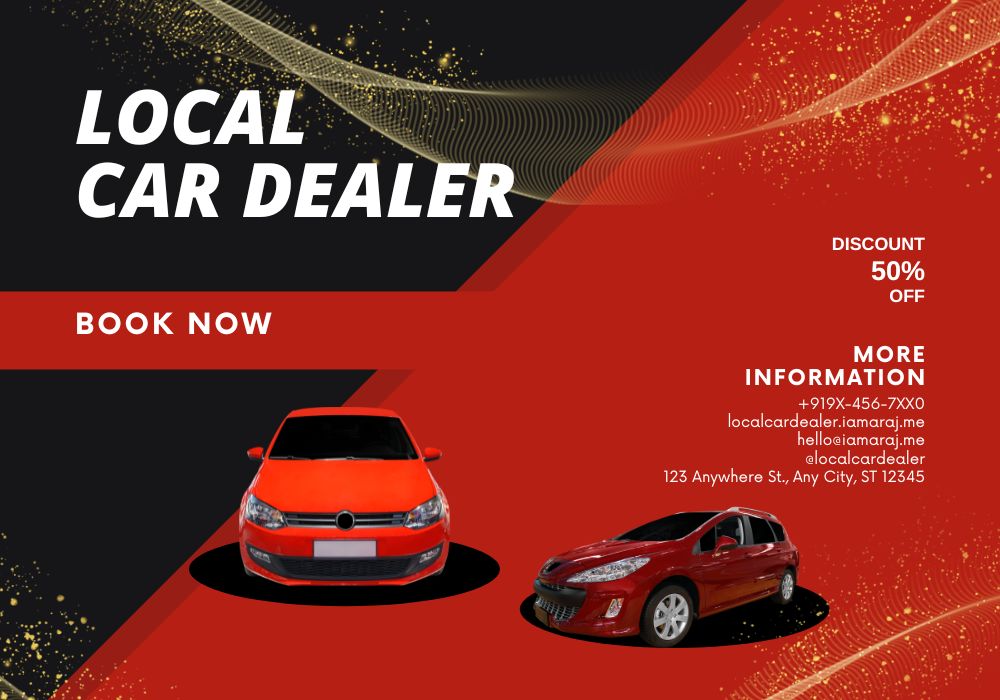 LOCAL
CAR DEALER
BOOK NOW
DISCOUNT
50%
OFF
MORE
INFORMATION
+919X-456-7XX0
localcardealer.iamaraj.me
hello@iamaraj.me
@localcardealer
123 Anywhere St., Any City, ST 12345